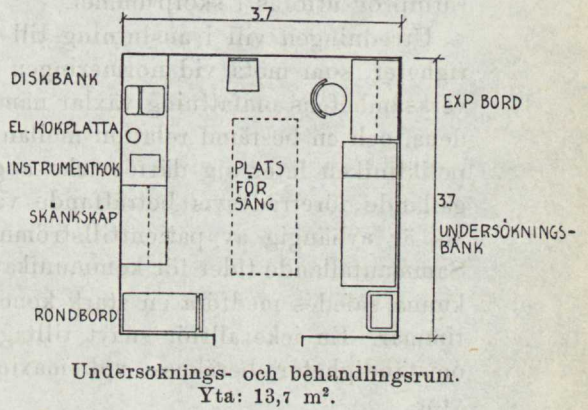 3.7
DISKBÄNK
EL. KOKPLATTA
INSTRUMENTKOK
SKÄNKSKÅP
RONDBORD
PLATS
FÖR
SÄNG
EXP BORD
3.7
UNDERSÖKNINGS-
BÄNK
Undersöknings- och behandlingsrum.
Yta: 13,7 m².